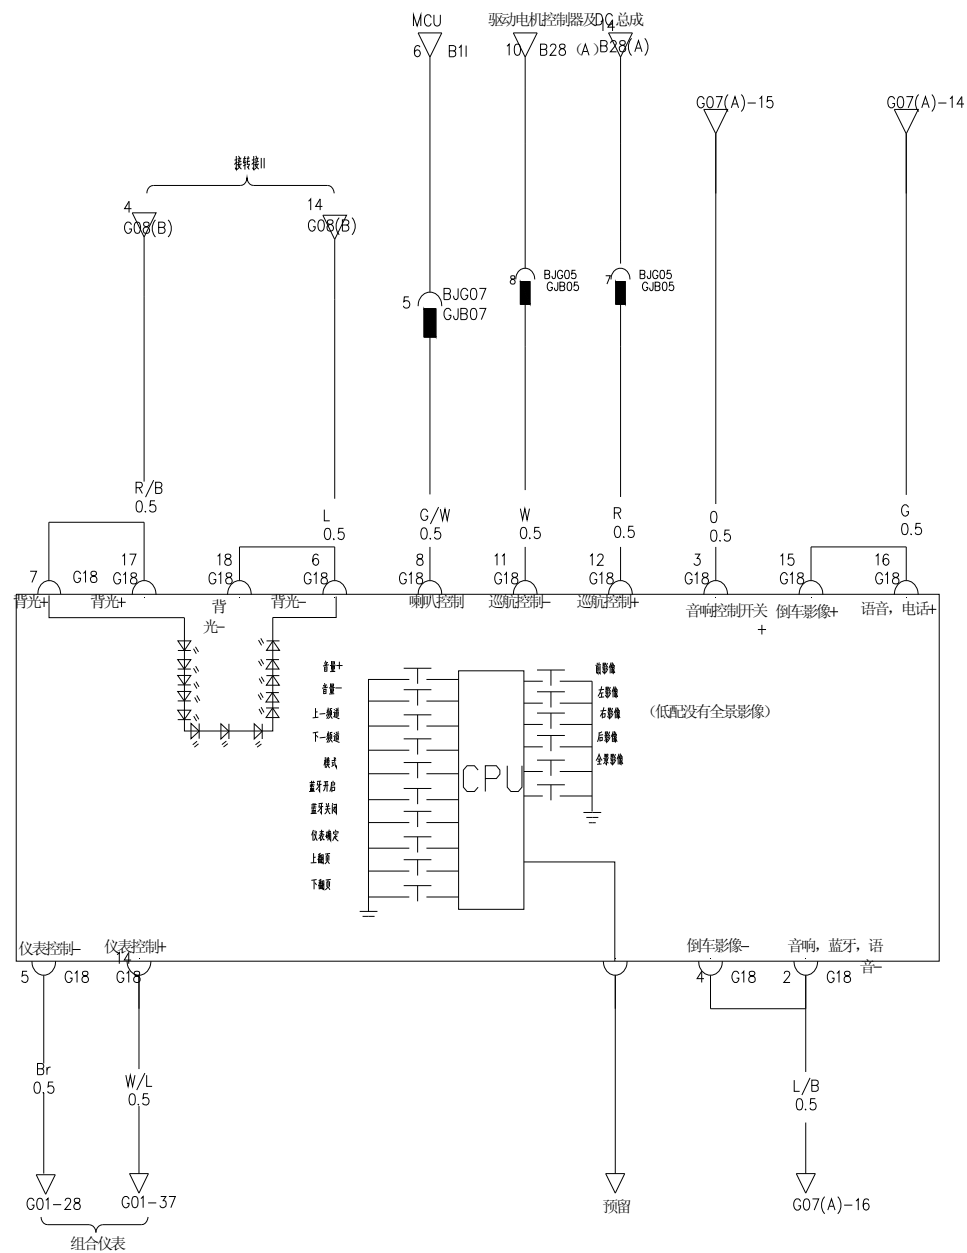 MCU
驱动电机控制器及DC 总成
14
6 B11
10 B28（A）
B28(A)
G07(A)-15
G07(A)-14
接转接II
4
G08(B)
14
G08(B)
8 BJG05
GJB05
7 BJG05
GJB05
5 BJG07
GJB07
R/B
0.5
L
0.5
G/W
0.5
W
0.5
R
0.5
O
0.5
G
0.5
7 G18
17
G18
18
G18
6
G18
8
G18
11
G18
12
G18
3
G18
15
G18
16
G18
背光+
背光+
背
光-
背光-
喇叭控制
巡航控制-
巡航控制+
音响控制开关
+
倒车影像+
语音，电话+
音量+
音量-
上一频道
下一频道
模式
蓝牙开启
蓝牙关闭
仪表确定
上翻页
下翻页
CPU
前影像
左影像
右影像
后影像
全景影像
（低配没有全景影像）
仪表控制-
仪表控制+
倒车影像-
音响，蓝牙，语
音-
5 G18
14
G18
4 G18
2 G18
Br
0.5
W/L
0.5
L/B
0.5
G01-28
G01-37
预留
G07(A)-16
组合仪表